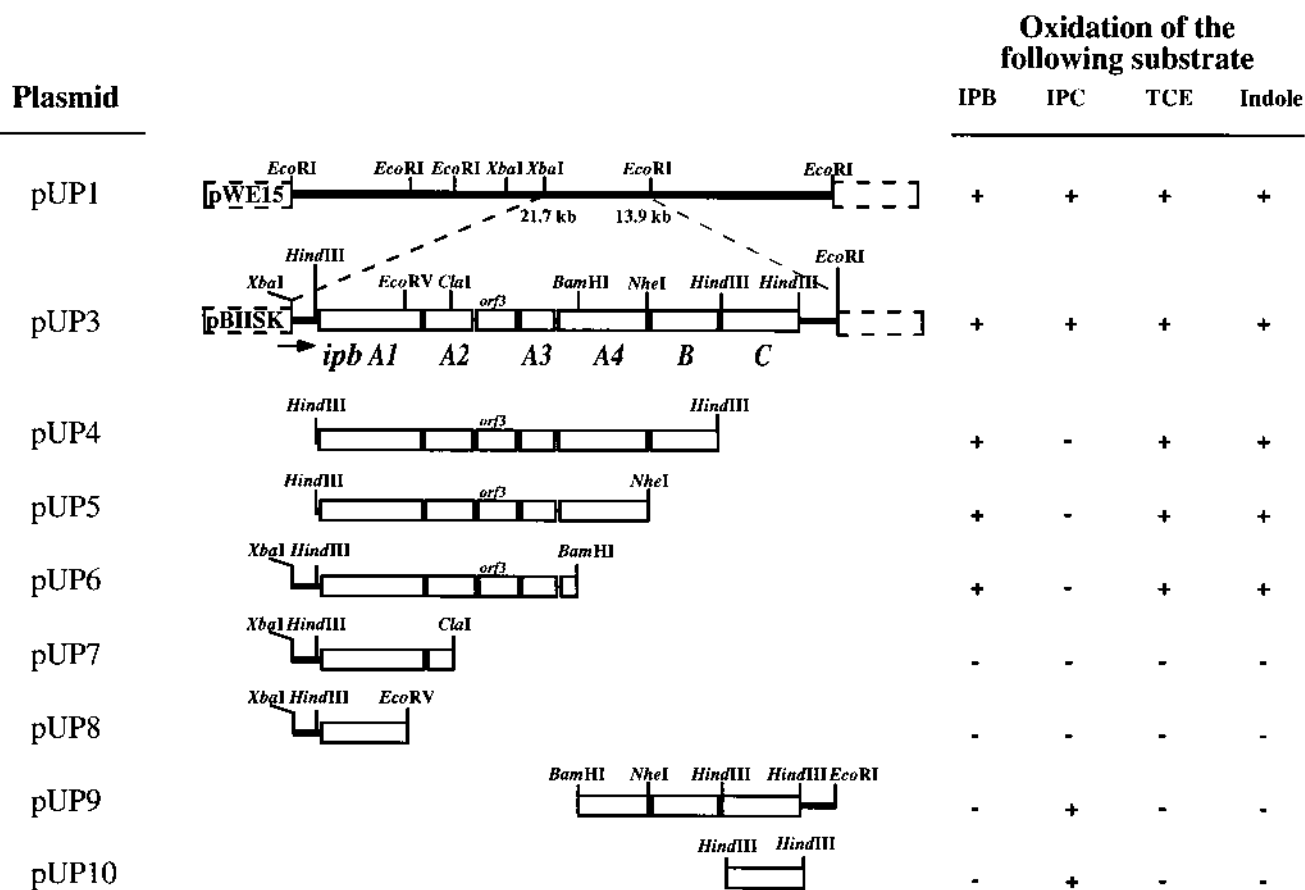 Oxidation of the
following substrate
Plasmid IPB IPC TCE Indole
EcoRI EcoRI EcoRI XbaI XbaI EcoRI EcoRI
pUP1 pWE15 + + + +
21.7 kb 13.9 kb
HindIII EcoRI
XbaI EcoRV ClaI orf3 BamHI NheI HindIII HindIII
pUP3 pBIISK + + + +
ipb A1 A2 A3 A4 B C
HindIII orf3 HindIII
pUP4 + - + +
HindIII orf3 NheI
pUP5 + - + +
XbaI HindIII orf3 BamHI
pUP6 + - + +
XbaI HindIII ClaI
pUP7 - - - -
XbaI HindIII EcoRV
pUP8 - - - -
BamHI NheI HindIII HindIII EcoRI
pUP9 - + - -
HindIII HindIII
pUP10 - + - -